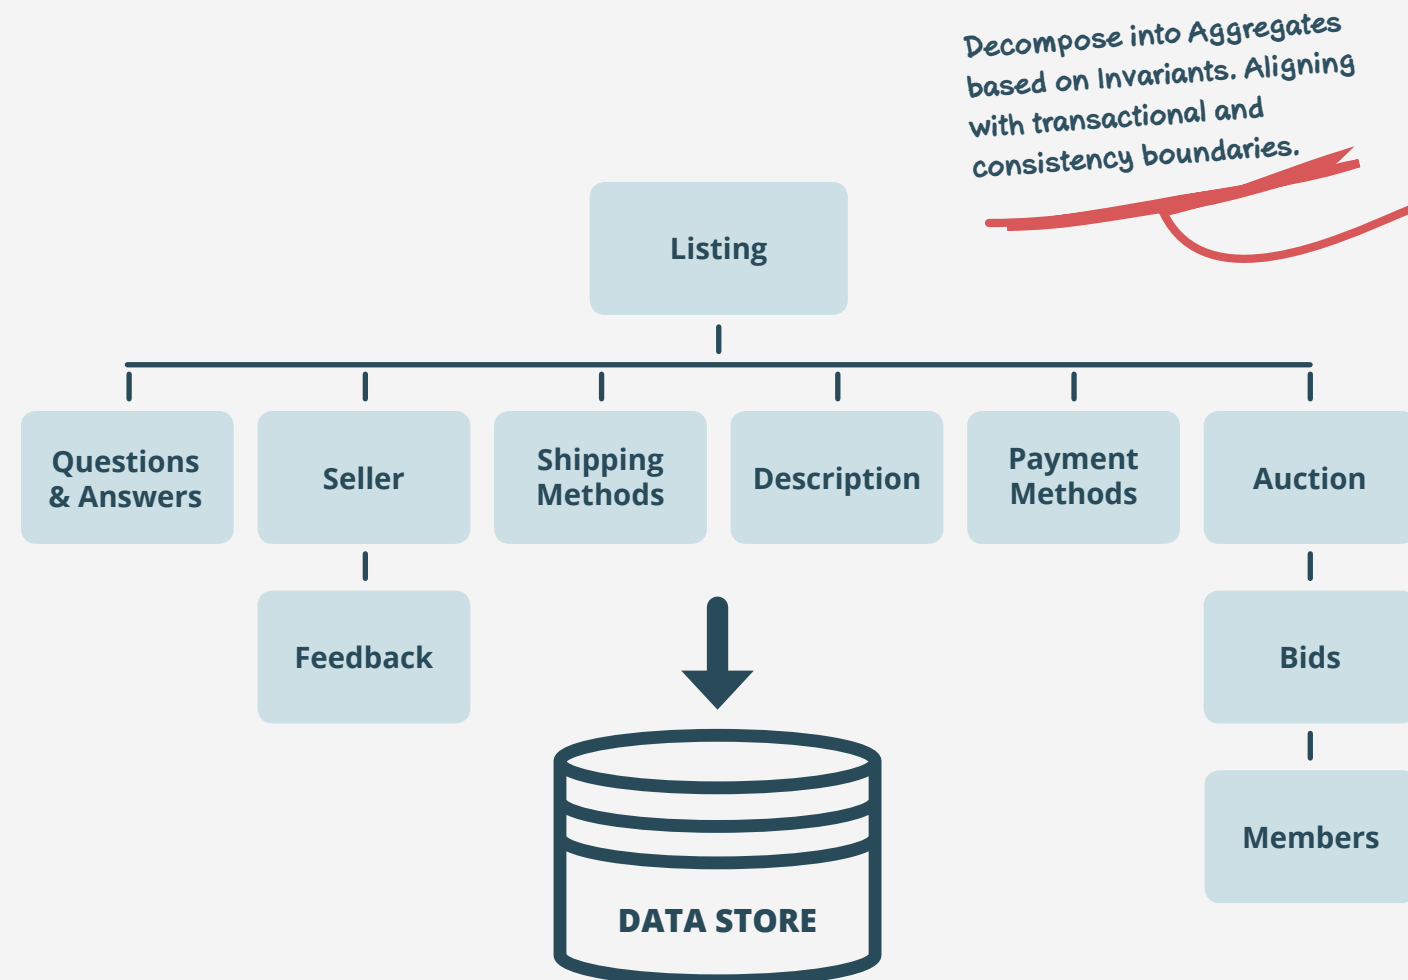 Decompose into Aggregates
based on Invariants. Aligning
with transactional and
consistency boundaries.
Listing
Questions
& Answers
Seller
Shipping
Methods
Description
Payment
Methods
Auction
Feedback
Bids
Members
DATA STORE